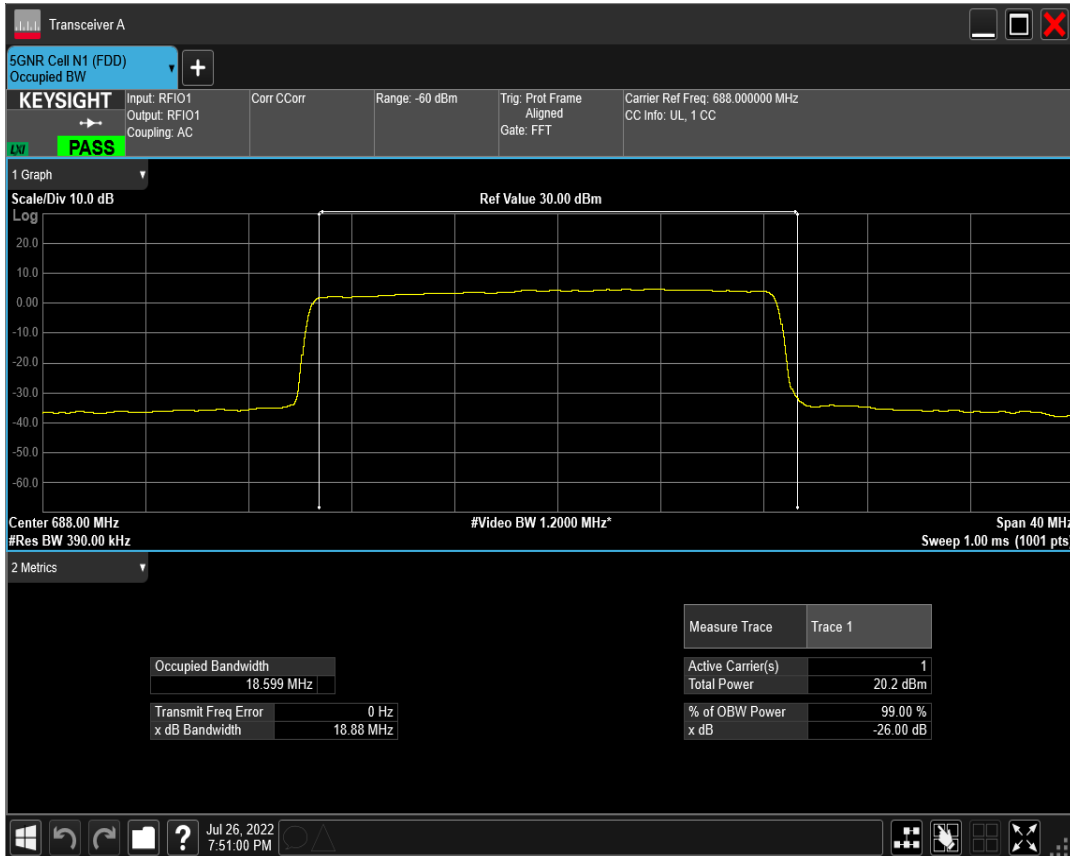 Transceiver A
5GNR Cell N1 (FDD)
Occupied BW
+
KEYSIGHT
LXI
PASS
Input: RFIO1
Output: RFIO1
Coupling: AC
Corr CCorr
Range: -60 dBm
Trig: Prot Frame
Aligned
Gate: FFT
Carrier Ref Freq: 688.000000 MHz
CC Info: UL, 1 CC
1 Graph
Scale/Div 10.0 dB
Ref Value 30.00 dBm
Log
20.0
10.0
0.00
-10.0
-20.0
-30.0
-40.0
-50.0
-60.0
Center 688.00 MHz
#Video BW 1.2000 MHz*
Span 40 MHz
#Res BW 390.00 kHz
Sweep 1.00 ms (1001 pts)
2 Metrics
Measure Trace Trace 1
Occupied Bandwidth
18.599 MHz
Active Carrier(s) 1
Total Power 20.2 dBm
Transmit Freq Error 0 Hz
x dB Bandwidth 18.88 MHz
% of OBW Power 99.00 %
x dB -26.00 dB
?
Jul 26, 2022
7:51:00 PM